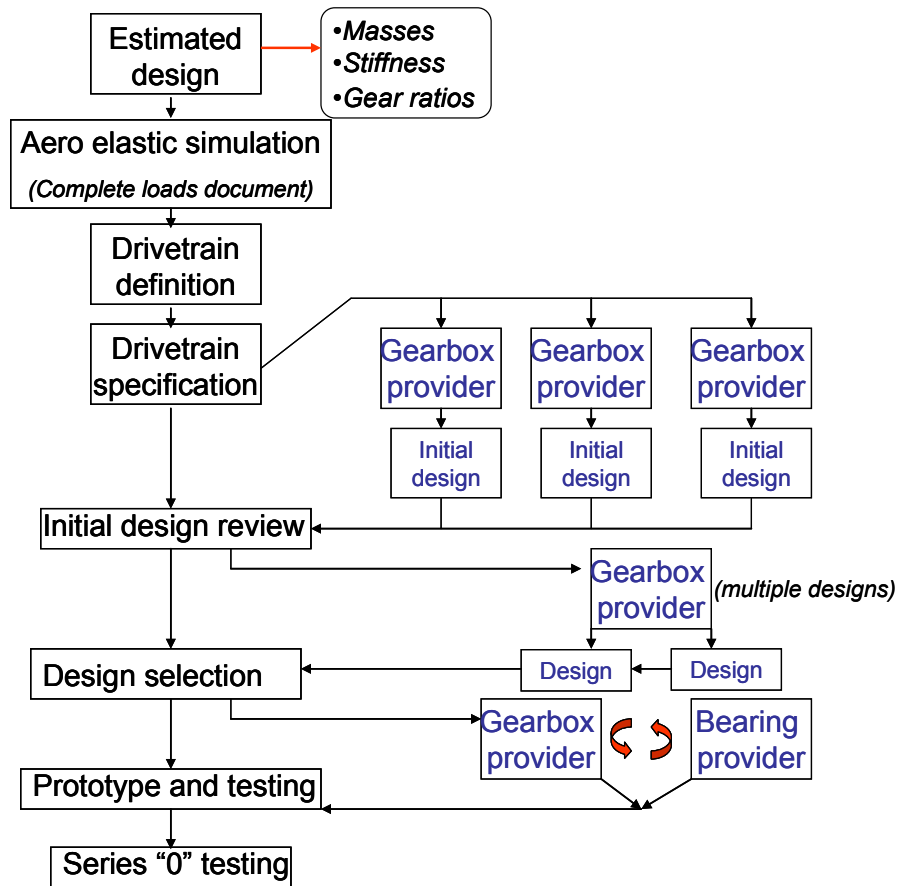 Estimated
design
•Masses
•Stiffness
•Gear ratios
Aero elastic simulation
(Complete loads document)
Drivetrain
definition
Drivetrain
specification
Gearbox
provider
Gearbox
provider
Gearbox
provider
Initial
design
Initial
design
Initial
design
Initial design review
Gearbox
provider
(multiple designs)
Design
Design
Design selection
Gearbox
provider
Bearing
provider
Prototype and testing
Series “0” testing